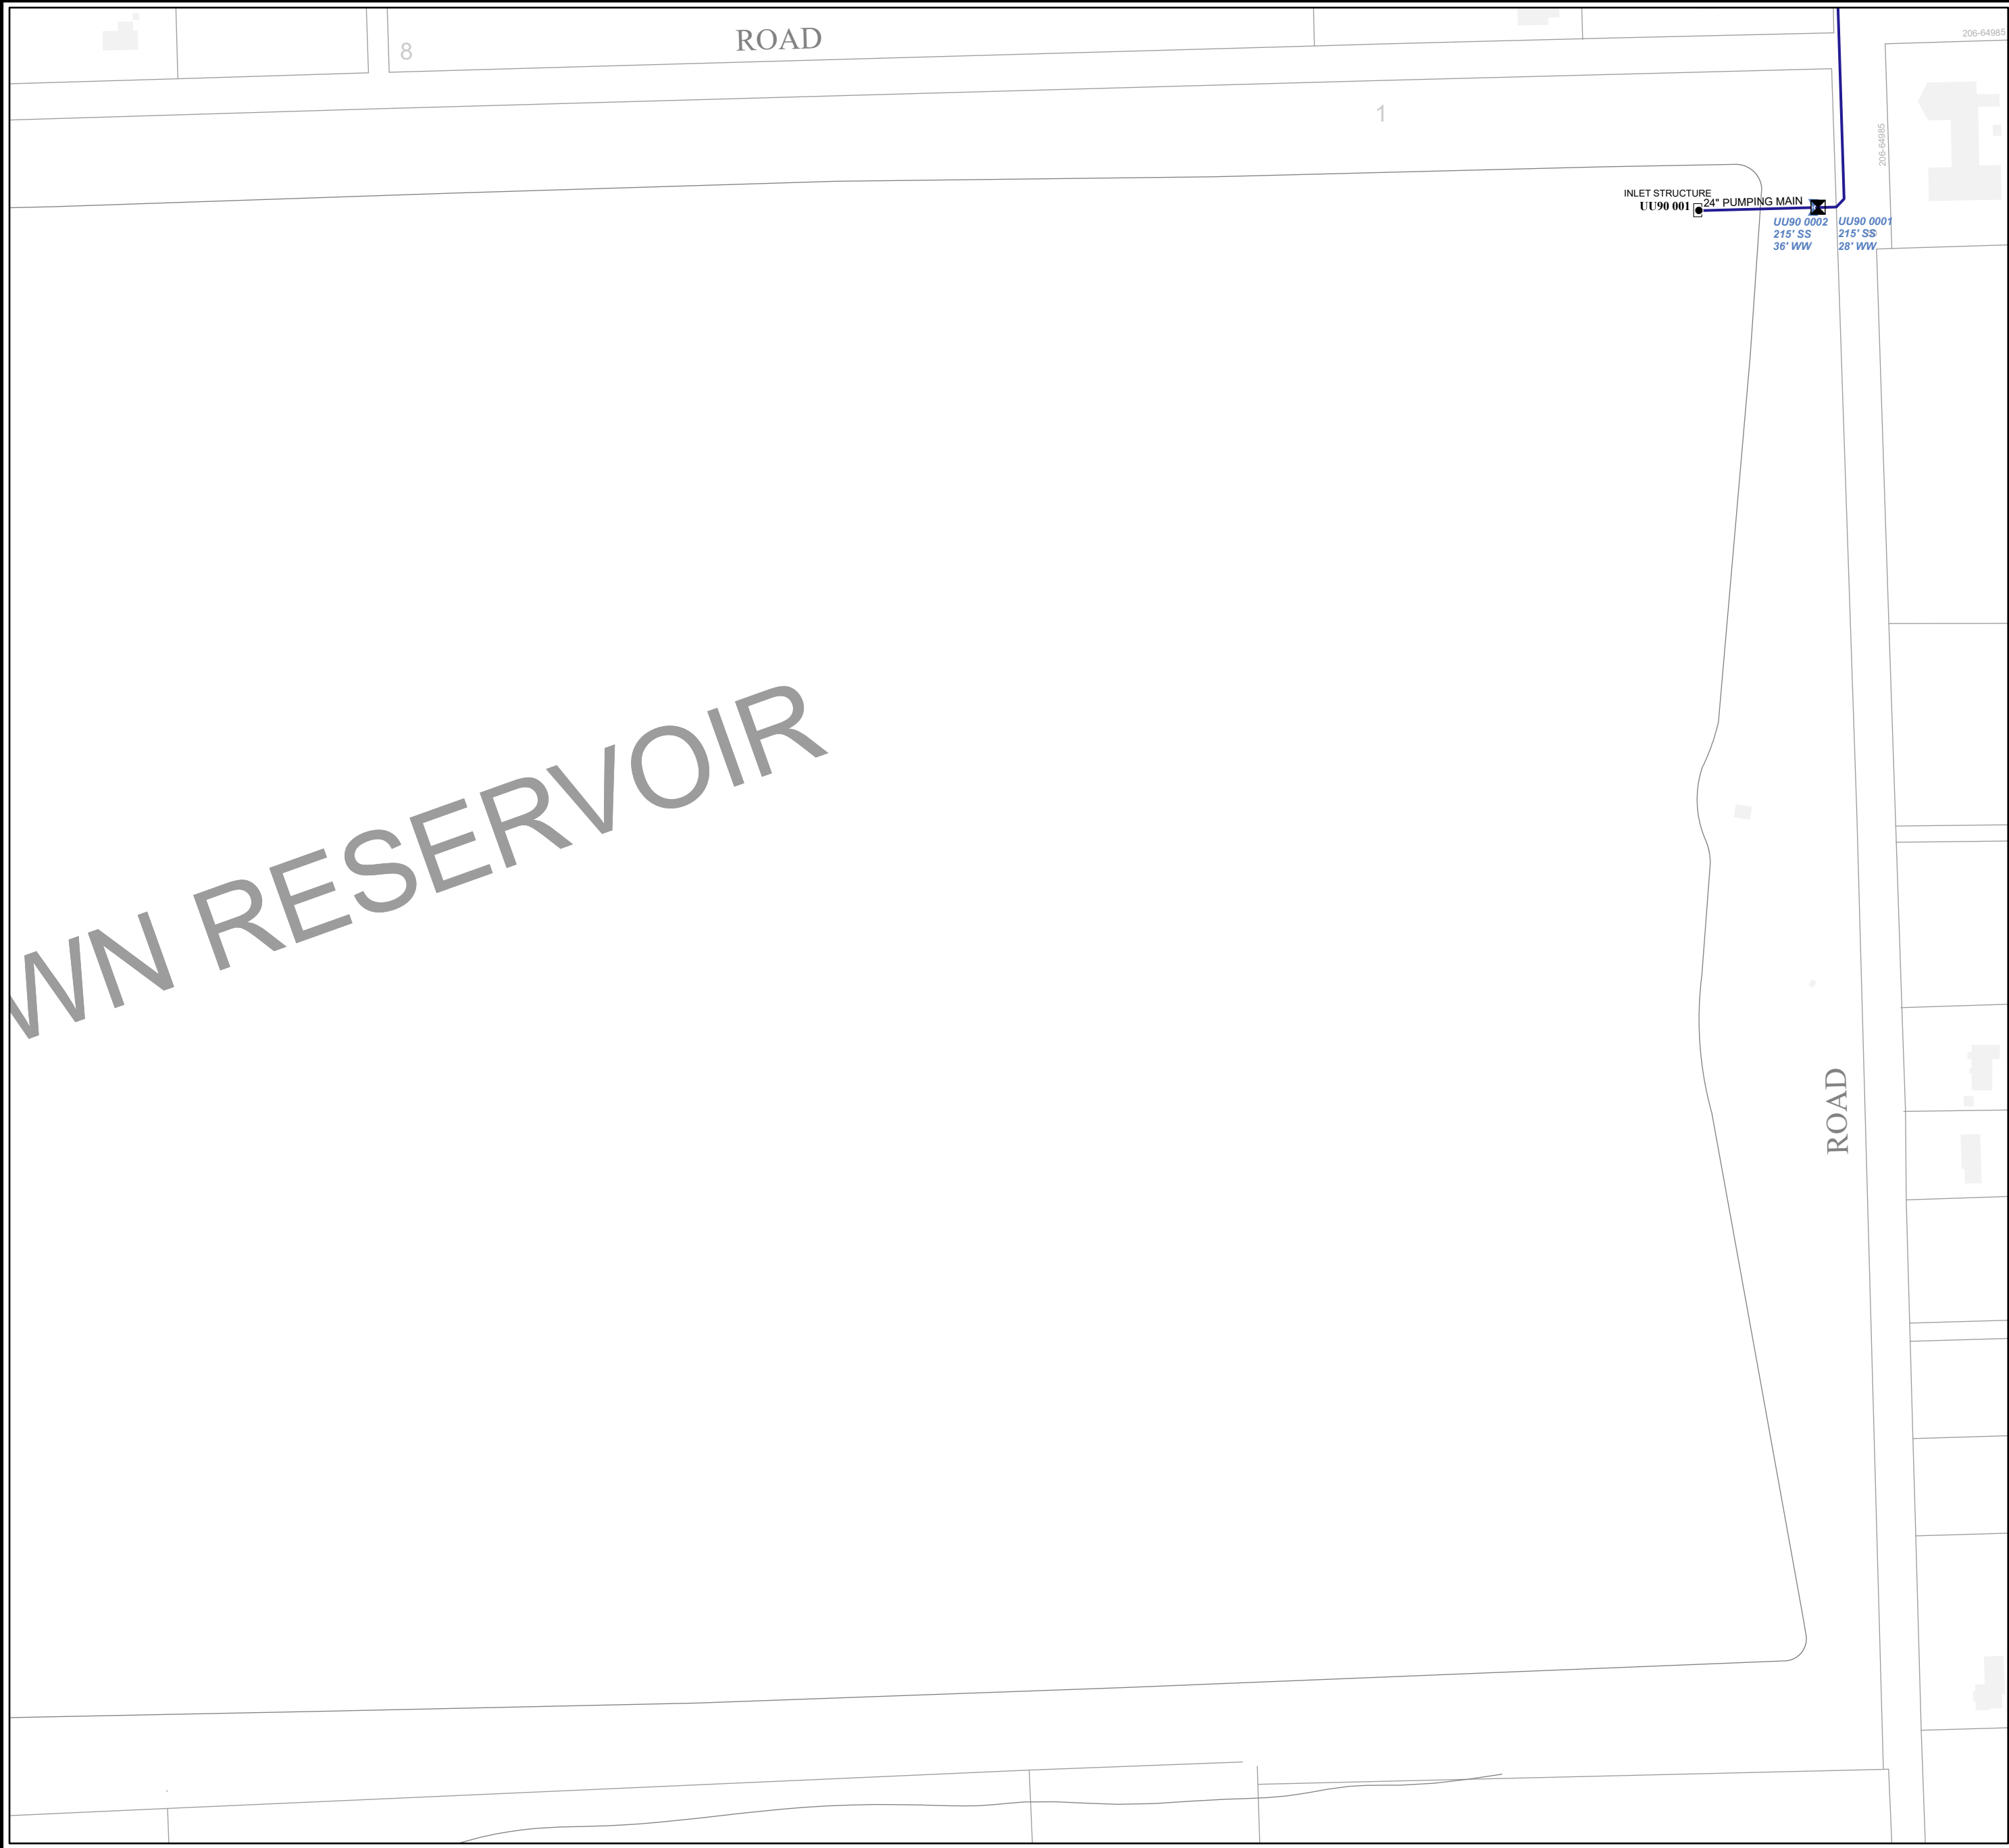 ROAD
8
206-64985
1
206-64985
INLET STRUCTURE
UU90 001
24" PUMPING MAIN
UU90 0002
215' SS
36' WW
UU90 0001
215' SS
28' WW
WN RESERVOIR
ROAD